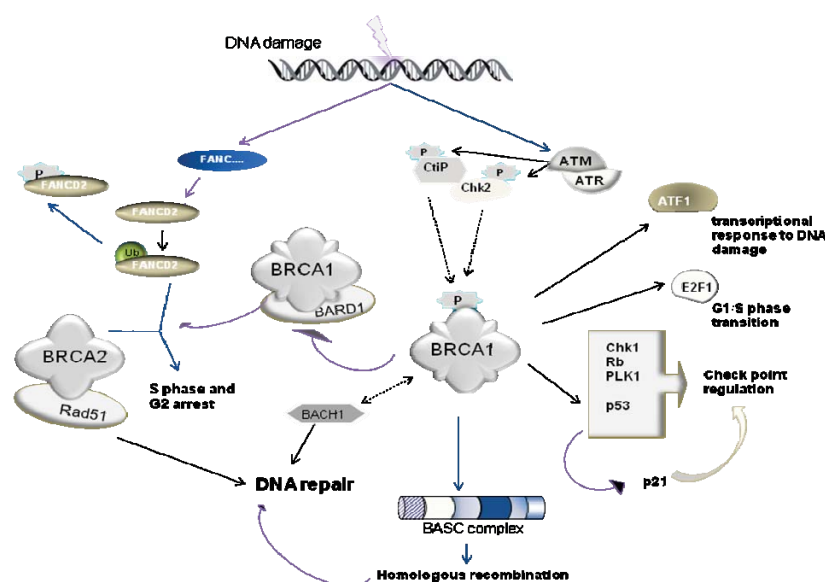 DNA damage
FANC....
P
FANCD2
FANCD2
Ub
FANCD2
P
CtiP
P
Chk2
ATM
ATR
ATF1
transcriptional
response to DNA
damage
E2F1
G1:S phase
transition
BRCA1
BARD1
P
BRCA1
BRCA2
Rad51
S phase and
G2 arrest
BACH1
DNA repair
Chk1
Rb
PLK1
p53
Check point
regulation
p21
BASC complex
Homologous recombination